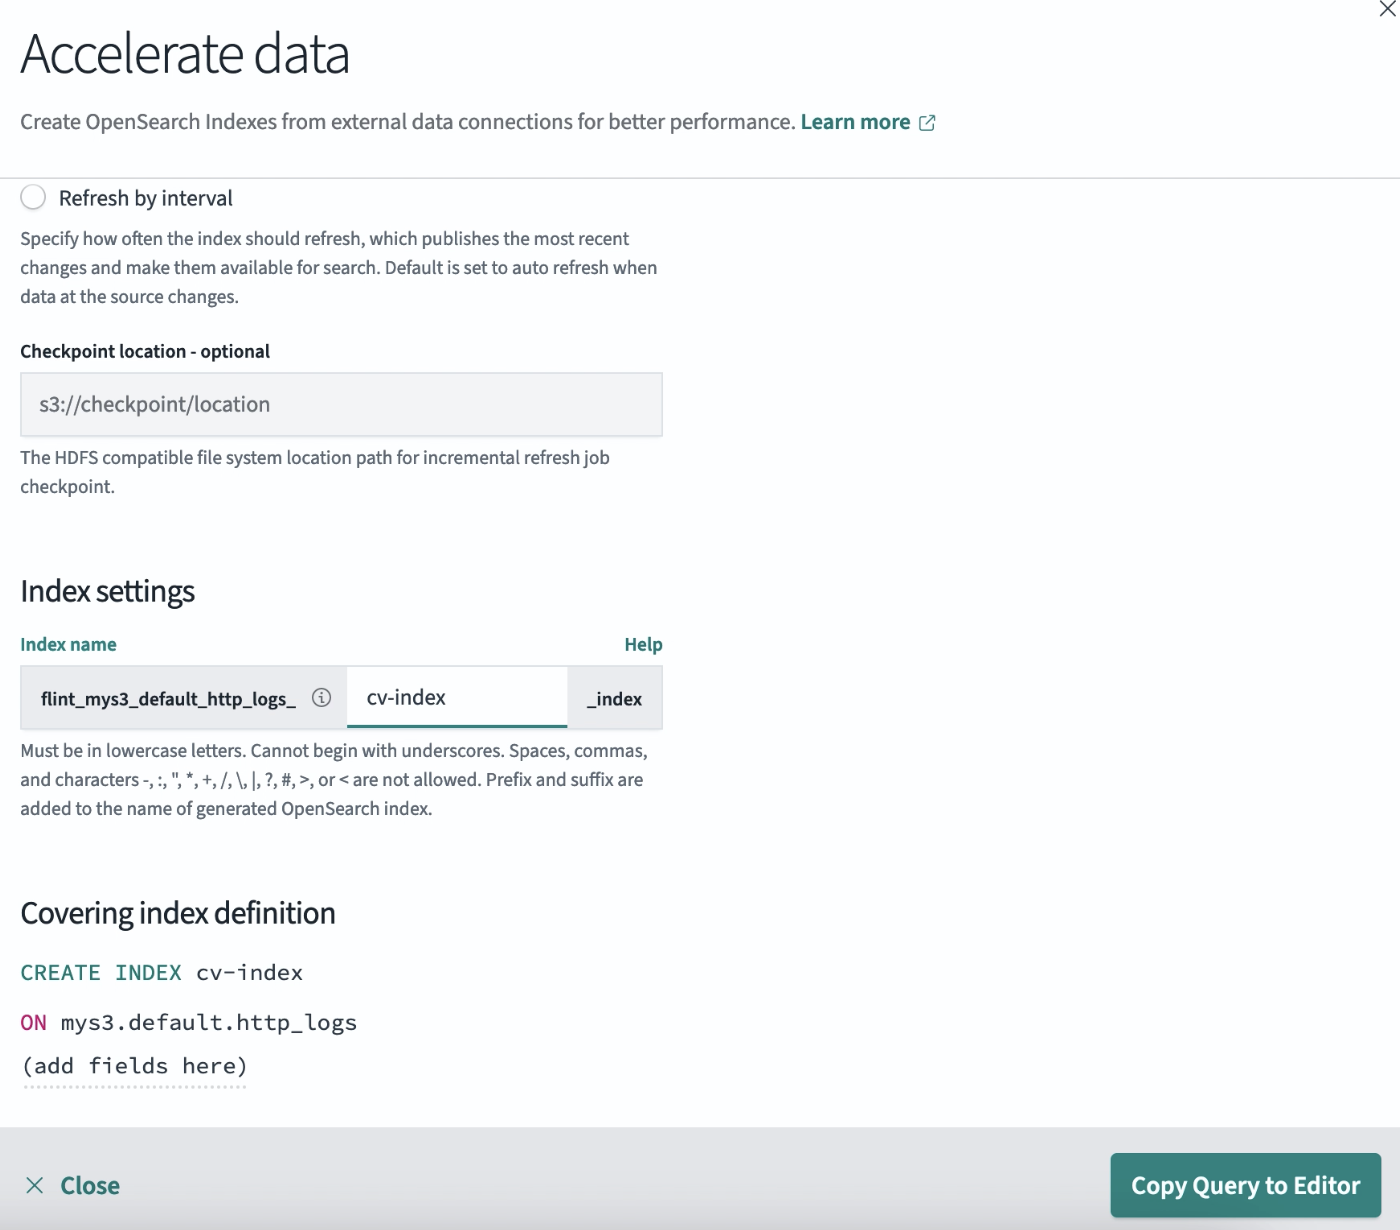 Accelerate data
Create OpenSearch Indexes from external data connections for better performance. Learn more
Refresh by interval
Specify how often the index should refresh, which publishes the most recent
changes and make them available for search. Default is set to auto refresh when
data at the source changes.
Checkpoint location - optional
s3://checkpoint/location
The HDFS compatible file system location path for incremental refresh job
checkpoint.
Index settings
Index name Help
flint_mys3_default_http_logs_ cv-index _index
Must be in lowercase letters. Cannot begin with underscores. Spaces, commas,
and characters -, :, ", *, +, /, \, |, ?, #, >, or < are not allowed. Prefix and suffix are
added to the name of generated OpenSearch index.
Covering index definition
CREATE INDEX cv-index
ON mys3.default.http_logs
(add fields here)
Close Copy Query to Editor